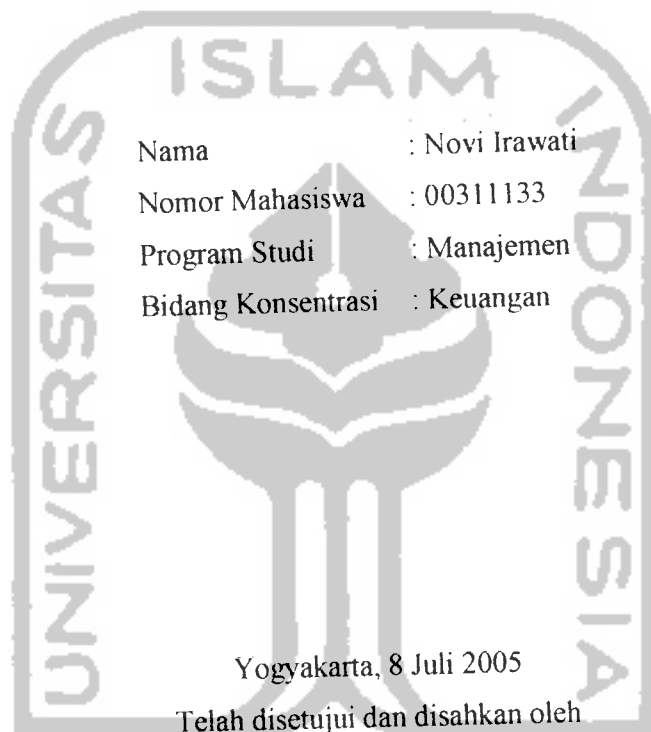 UNIVERSITAS ISLAM INDONESIA
Nama : Novi Irawati
Nomor Mahasiswa : 00311133
Program Studi : Manajemen
Bidang Konsentrasi : Keuangan
Yogyakarta, 8 Juli 2005
Telah disetujui dan disahkan oleh